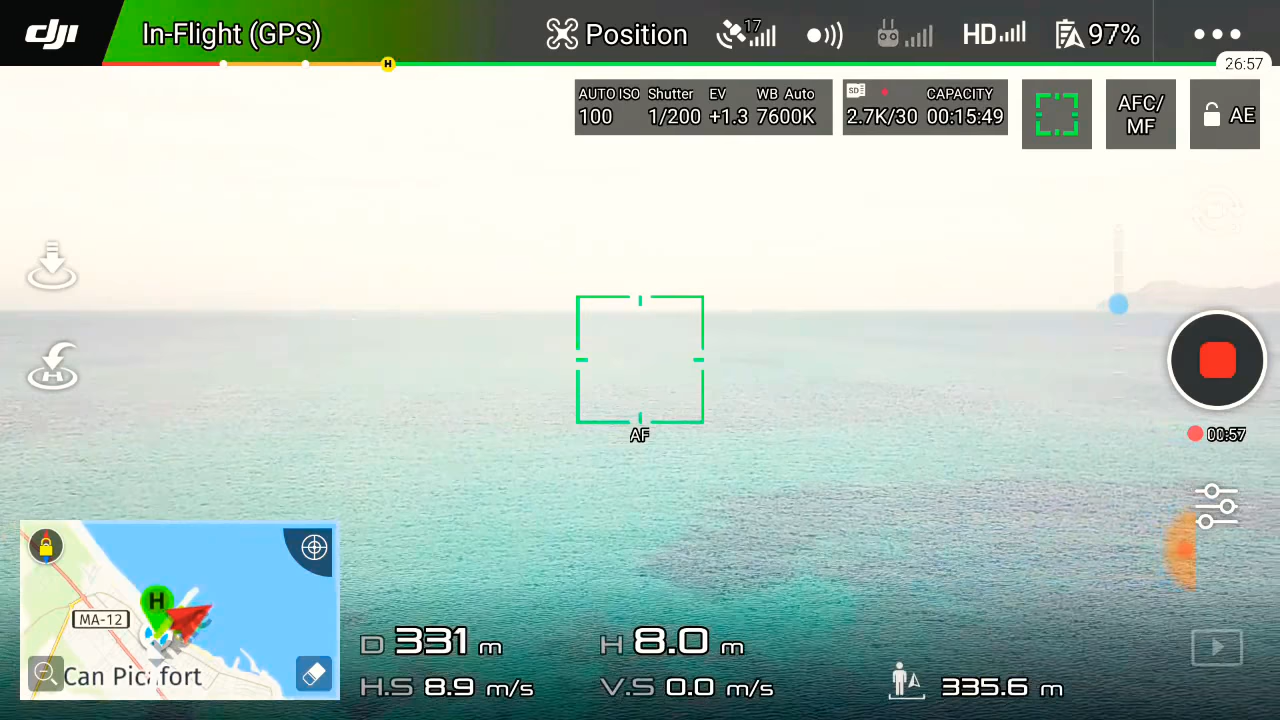 dji In-Flight (GPS) Position 17 HD 97%
H 26:57
AUTO ISO Shutter EV WB Auto
100 1/200 +1.3 7600K
SD CAPACITY
2.7K/30 00:15:49
AFC/
MF
AE
AF
00:57
H
MA-12
Can Picafort
D 331 m H 8.0 m
H.S 8.9 m/s V.S 0.0 m/s 335.6 m